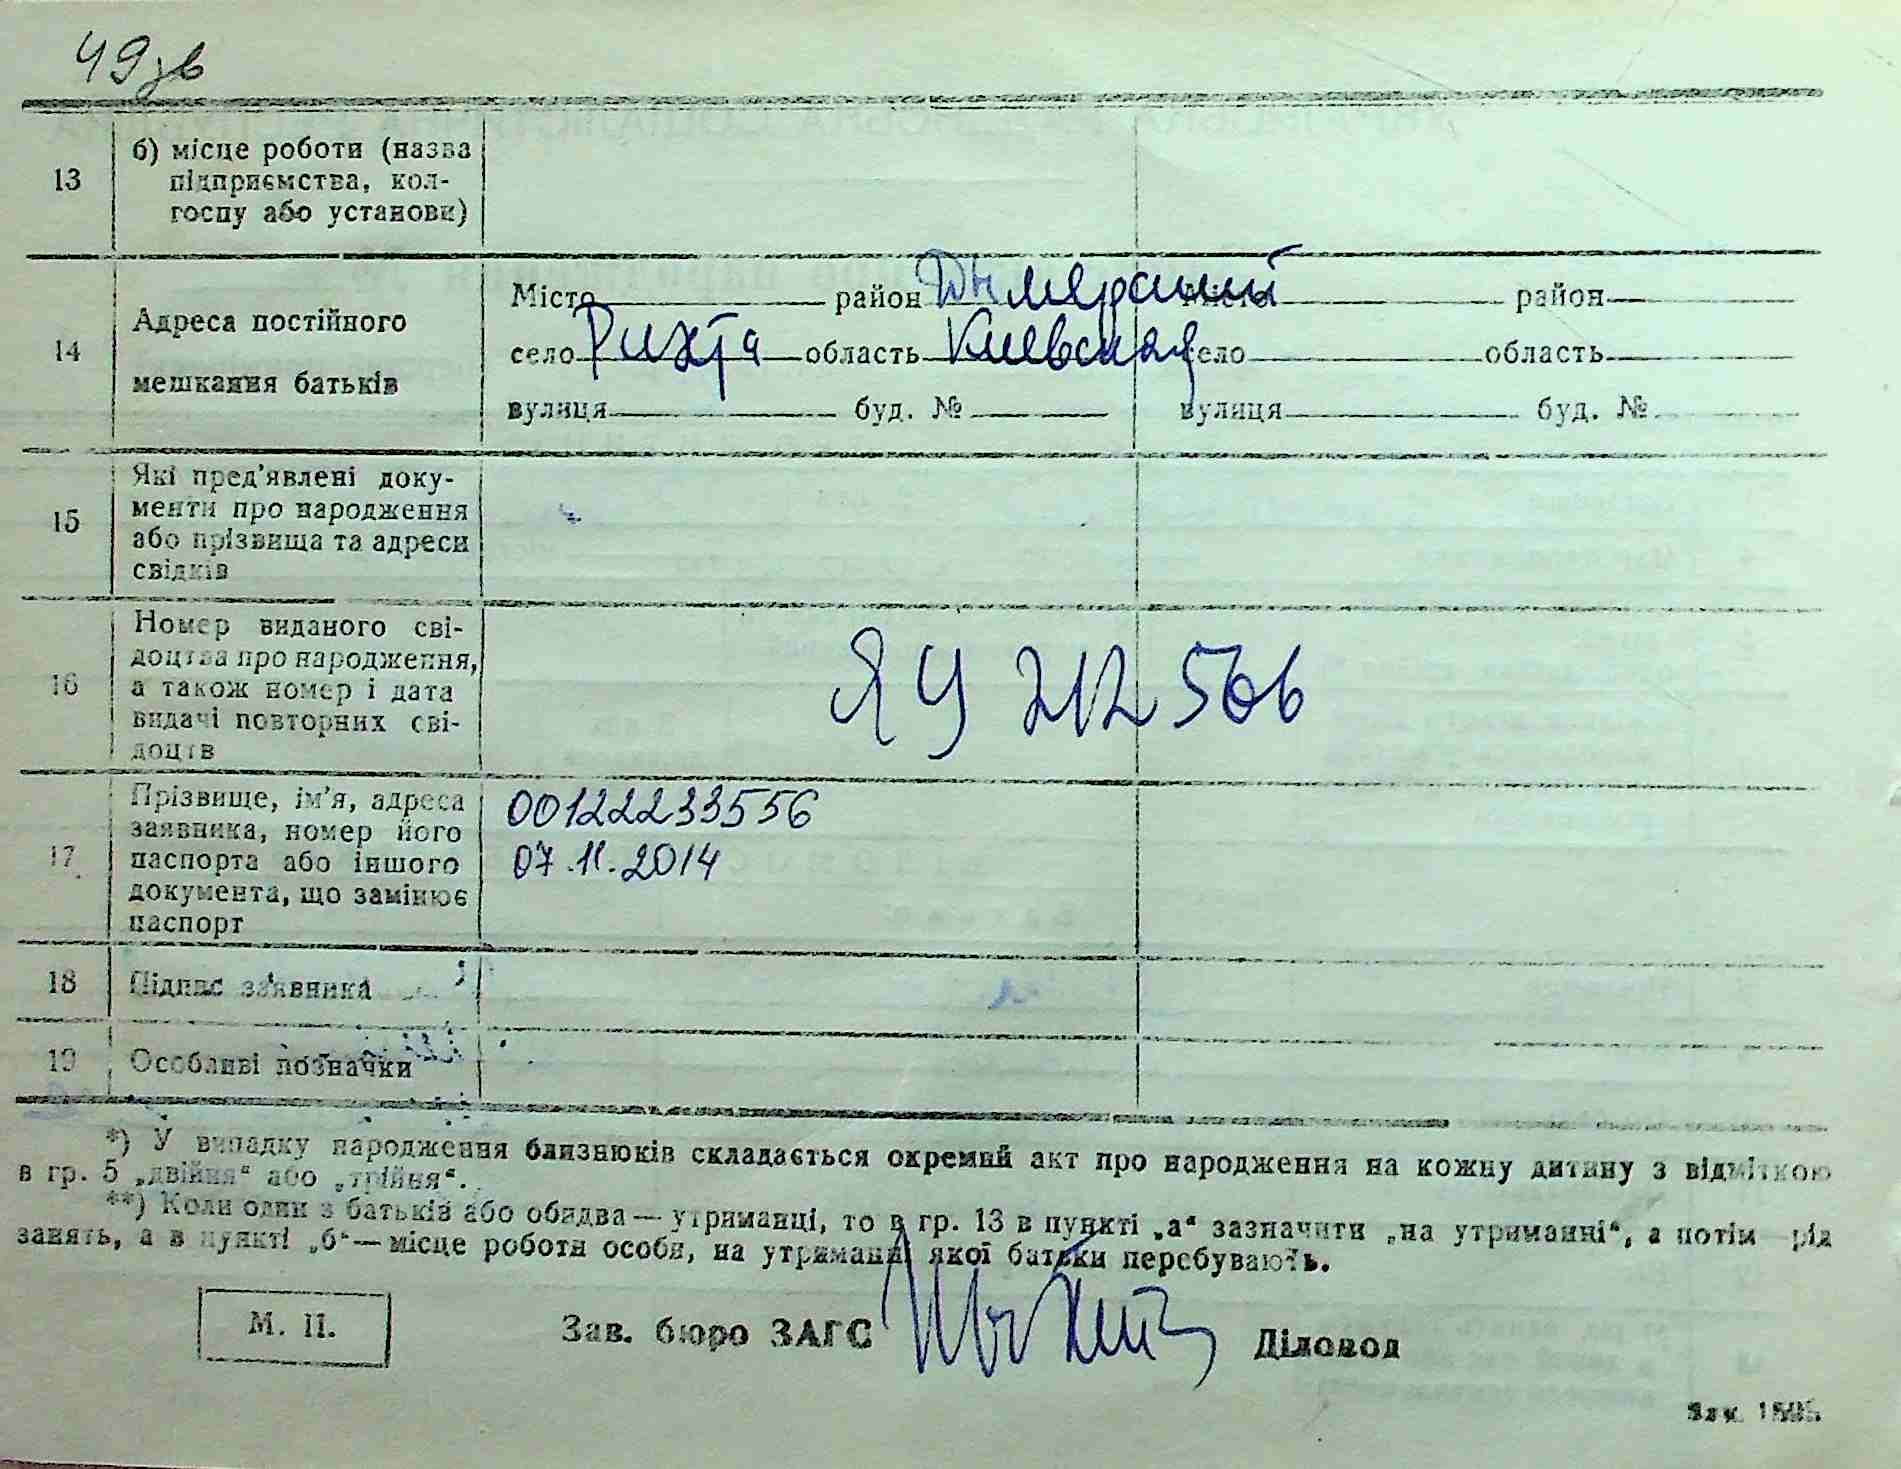 49зв
13
б) місце роботи (назва
підприємства, кол-
госпу або установи)
14
Адреса постійного
мешкання батьків
Місто район Дымерский Місто район
село Рихта область Киевская село область
вулиця буд. № вулиця буд. №
15
Які пред'явлені доку-
менти про народження
або прізвища та адреси
свідків
16
Номер виданого сві-
доцтва про народження,
а також номер і дата
видачі повторних сві-
доцтв
ЯУ 212506
17
Прізвище, ім'я, адреса
заявника, номер його
паспорта або іншого
документа, що замінює
паспорт
00122233556
07.11.2014
18
Підпис заявника
19
Особливі позначки
*) У випадку народження близнюків складається окремий акт про народження на кожну дитину з відміткою
в гр. 5 „двійня“ або „трійня“.
**) Коли один з батьків або обидва — утриманці, то в гр. 13 в пункті „а“ зазначити „на утриманні“, а потім рід
занять, а в пункті „б“ — місце роботи особи, на утриманні якої батьки перебувають.
М. П.
Зав. бюро ЗАГС
Діловод
Зак.